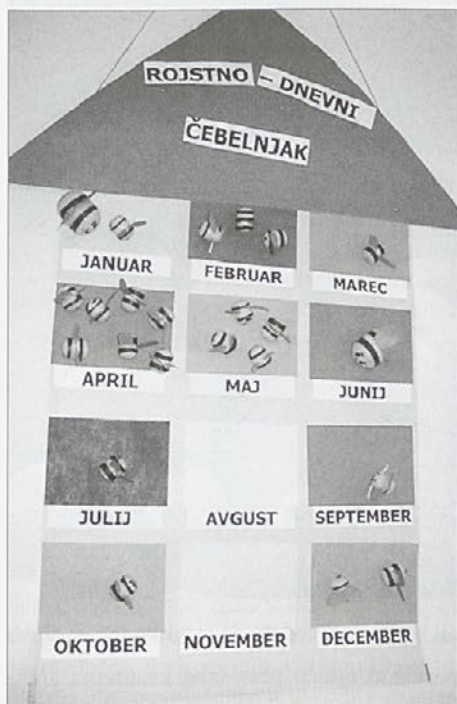 ROJSTNO – DNEVNI
ČEBELNJAK
JANUAR FEBRUAR MAREC
APRIL MAJ JUNIJ
JULIJ AVGUST SEPTEMBER
OKTOBER NOVEMBER DECEMBER